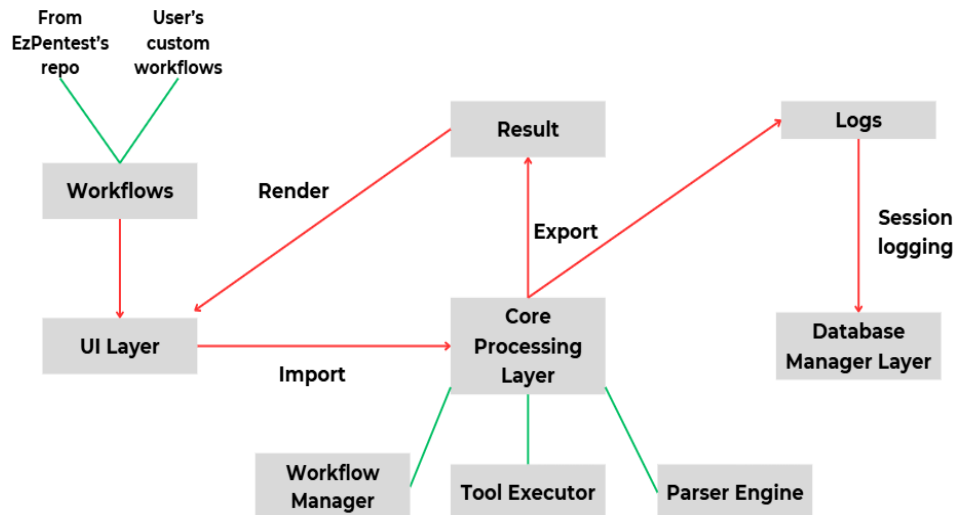 From
EzPentest's
repo
User's
custom
workflows
Workflows
Result
Logs
Render
Export
Session
logging
UI Layer
Import
Core
Processing
Layer
Database
Manager Layer
Workflow
Manager
Tool Executor
Parser Engine